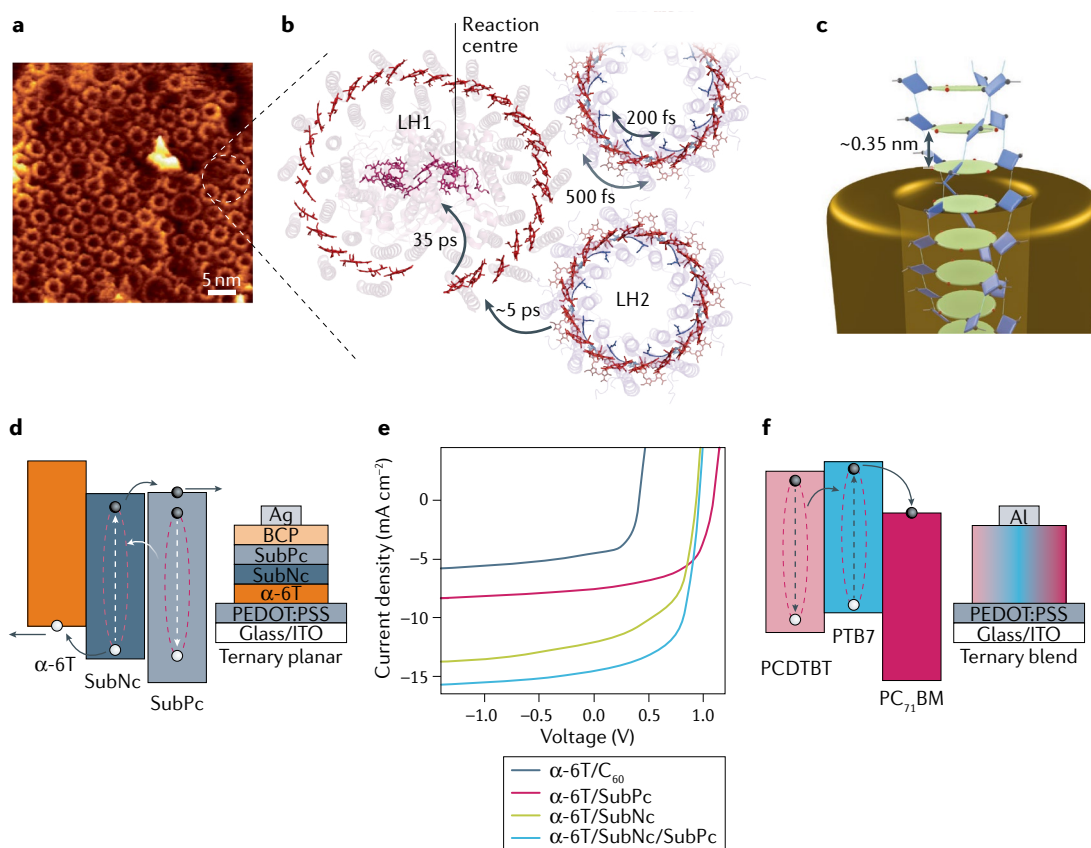 a
5 nm
b
Reaction
centre
LH1
35 ps
200 fs
500 fs
~5 ps
LH2
c
~0.35 nm
d
α-6T
SubNc
SubPc
Ag
BCP
SubPc
SubNc
α-6T
PEDOT:PSS
Glass/ITO
Ternary planar
e
Current density (mA cm⁻²)
0
−5
−10
−15
−1.0
−0.5
0.0
0.5
1.0
Voltage (V)
α-6T/C₆₀
α-6T/SubPc
α-6T/SubNc
α-6T/SubNc/SubPc
f
PCDTBT
PTB7
PC₇₁BM
Al
PEDOT:PSS
Glass/ITO
Ternary blend